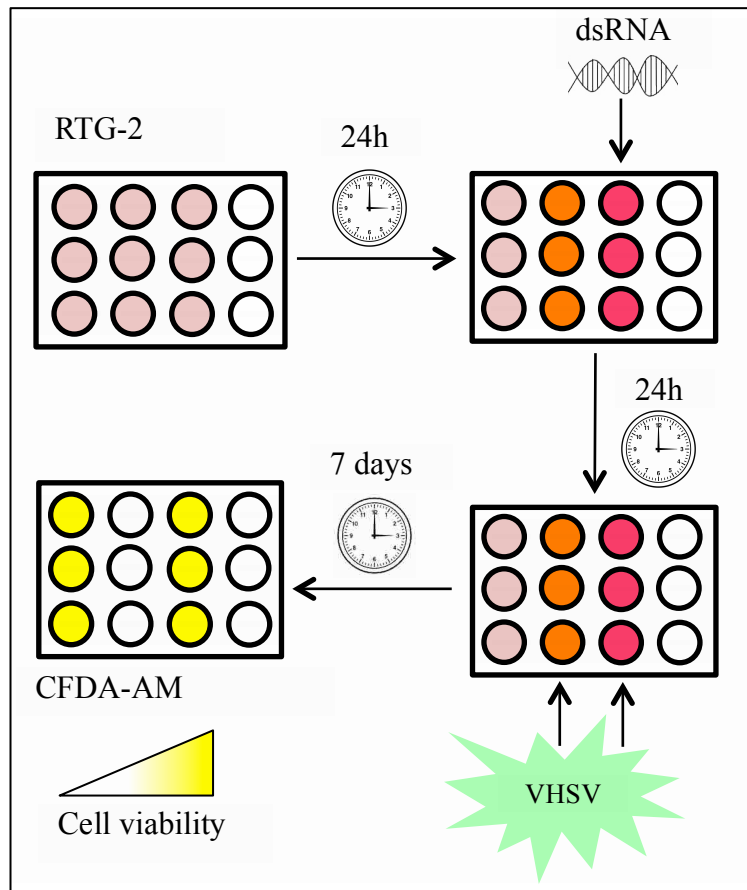 dsRNA
RTG-2
24h
24h
7 days
CFDA-AM
VHSV
Cell viability